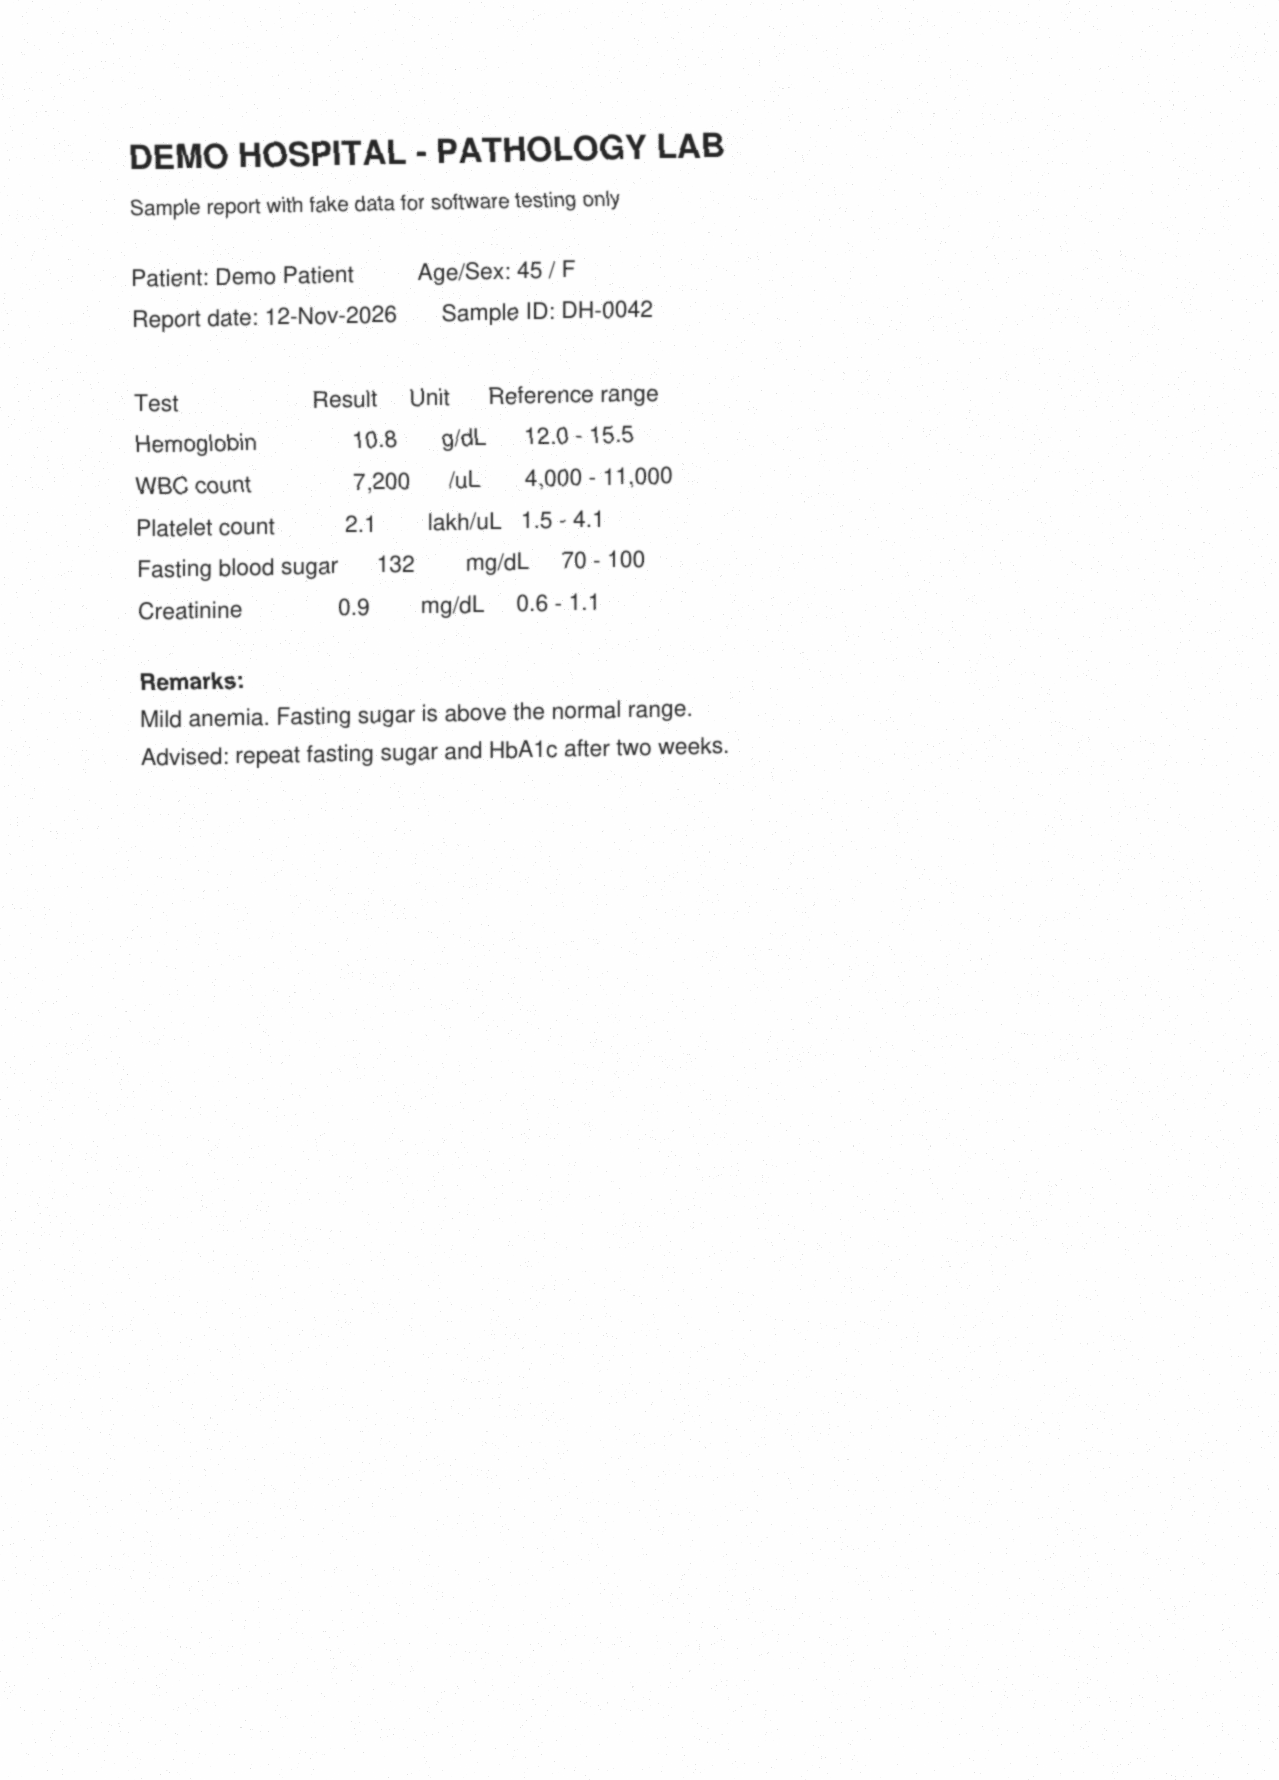 DEMO HOSPITAL - PATHOLOGY LAB
Sample report with fake data for software testing only
Patient: Demo Patient Age/Sex: 45 / F
Report date: 12-Nov-2026 Sample ID: DH-0042
Test Result Unit Reference range
Hemoglobin 10.8 g/dL 12.0 - 15.5
WBC count 7,200 /uL 4,000 - 11,000
Platelet count 2.1 lakh/uL 1.5 - 4.1
Fasting blood sugar 132 mg/dL 70 - 100
Creatinine 0.9 mg/dL 0.6 - 1.1
Remarks:
Mild anemia. Fasting sugar is above the normal range.
Advised: repeat fasting sugar and HbA1c after two weeks.